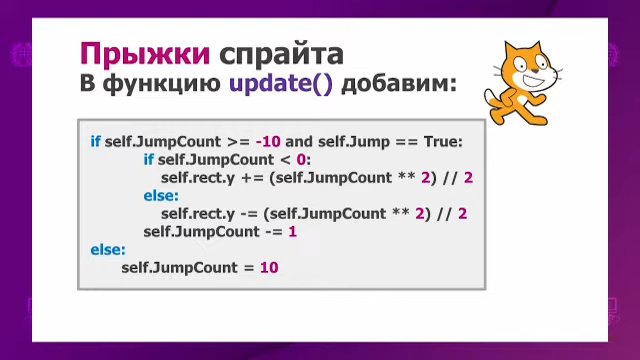 Прыжки спрайта
В функцию update() добавим:
if self.JumpCount >= -10 and self.Jump == True:
if self.JumpCount < 0:
self.rect.y += (self.JumpCount ** 2) // 2
else:
self.rect.y -= (self.JumpCount ** 2) // 2
self.JumpCount -= 1
else:
self.JumpCount = 10